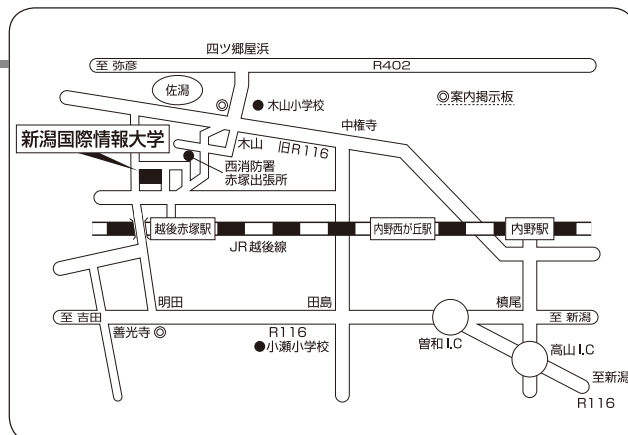 四ツ郷屋浜
至 弥彦
R402
佐潟
◎
●木山小学校
◎案内掲示板
中権寺
新潟国際情報大学
木山
旧R116
西消防署
赤塚出張所
越後赤塚駅
内野西が丘駅
内野駅
JR越後線
明田
田島
槙尾
至 吉田
至 新潟
善光寺◎
R116
曽和I.C
●小瀬小学校
高山I.C
至新潟
R116